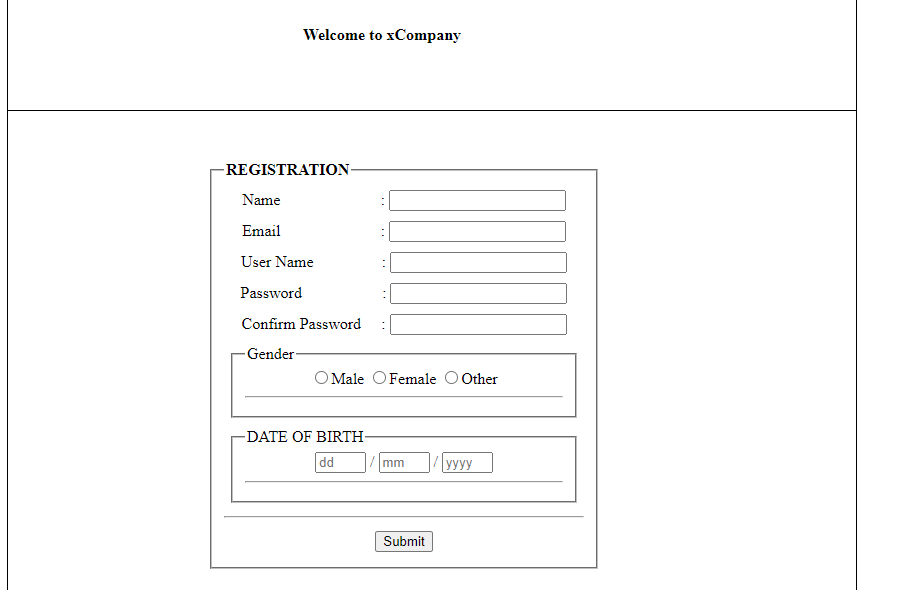 Welcome to xCompany
REGISTRATION
Name :
Email :
User Name :
Password :
Confirm Password :
Gender
Male Female Other
DATE OF BIRTH
dd / mm / yyyy
Submit